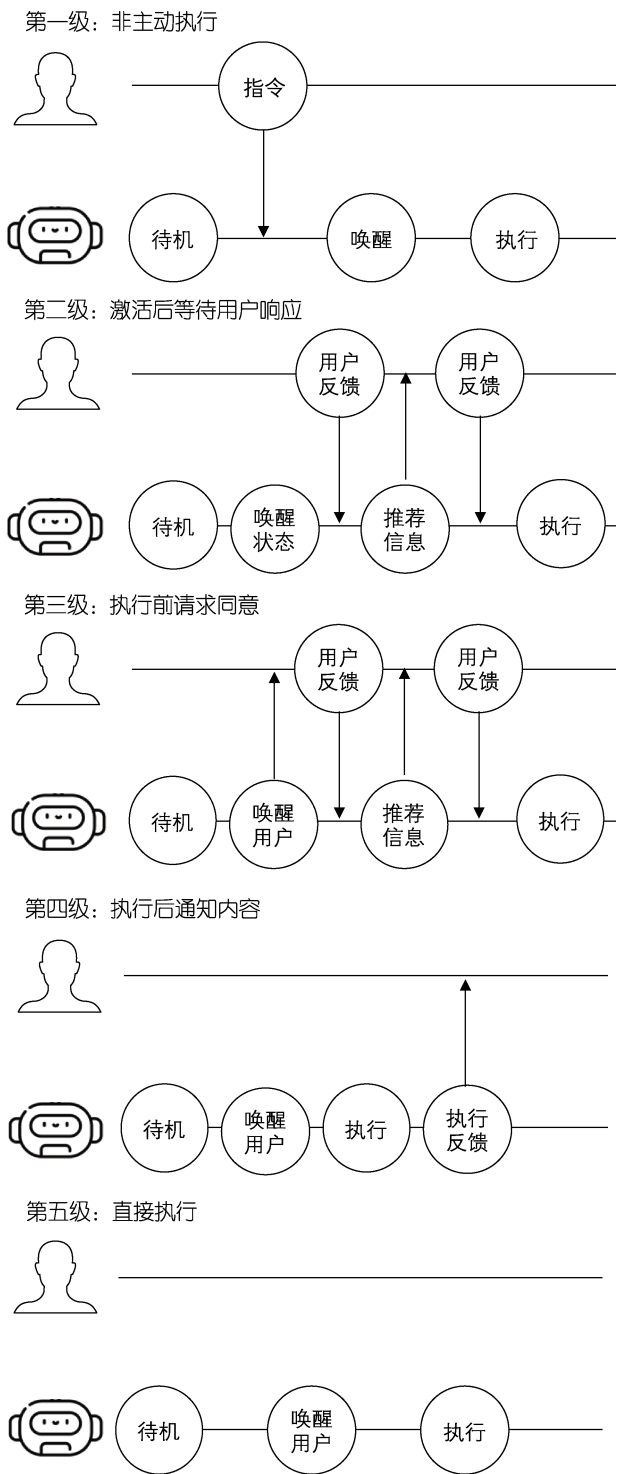 第一级：非主动执行
指令
待机
唤醒
执行
第二级：激活后等待用户响应
用户
反馈
用户
反馈
待机
唤醒
状态
推荐
信息
执行
第三级：执行前请求同意
用户
反馈
用户
反馈
待机
唤醒
用户
推荐
信息
执行
第四级：执行后通知内容
待机
唤醒
用户
执行
执行
反馈
第五级：直接执行
待机
唤醒
用户
执行